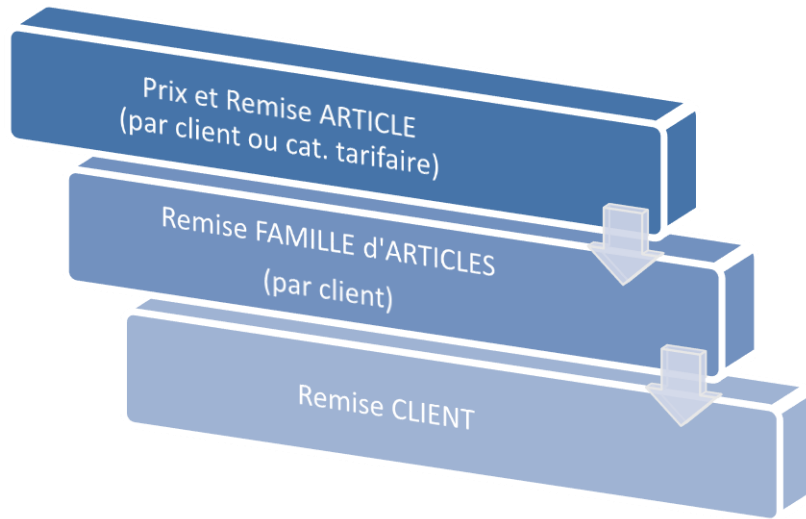 Prix et Remise ARTICLE
(par client ou cat. tarifaire)
Remise FAMILLE d'ARTICLES
(par client)
Remise CLIENT